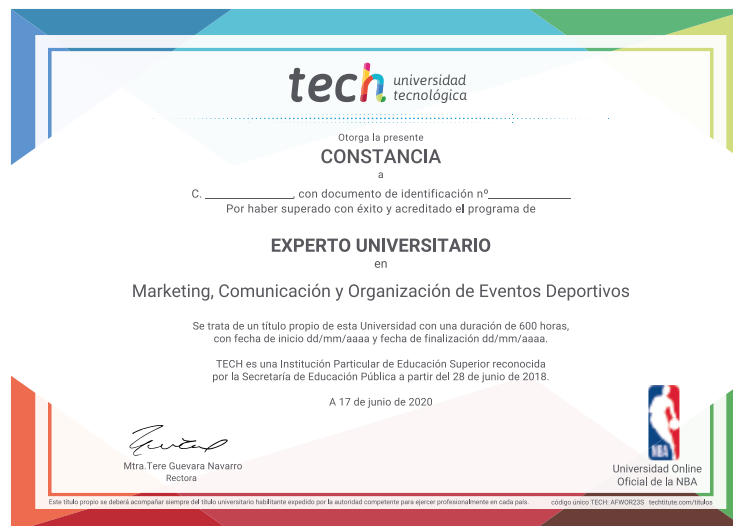 tech universidad
tecnológica
Otorga la presente
CONSTANCIA
a
C. ______________, con documento de identificación nº_____________
Por haber superado con éxito y acreditado el programa de
EXPERTO UNIVERSITARIO
en
Marketing, Comunicación y Organización de Eventos Deportivos
Se trata de un título propio de esta Universidad con una duración de 600 horas,
con fecha de inicio dd/mm/aaaa y fecha de finalización dd/mm/aaaa.
TECH es una Institución Particular de Educación Superior reconocida
por la Secretaría de Educación Pública a partir del 28 de junio de 2018.
A 17 de junio de 2020
Mtra.Tere Guevara Navarro
Rectora
NBA
Universidad Online
Oficial de la NBA
Este título propio se deberá acompañar siempre del título universitario habilitante expedido por la autoridad competente para ejercer profesionalmente en cada país. código único TECH: AFWOR23S techtitute.com/titulos